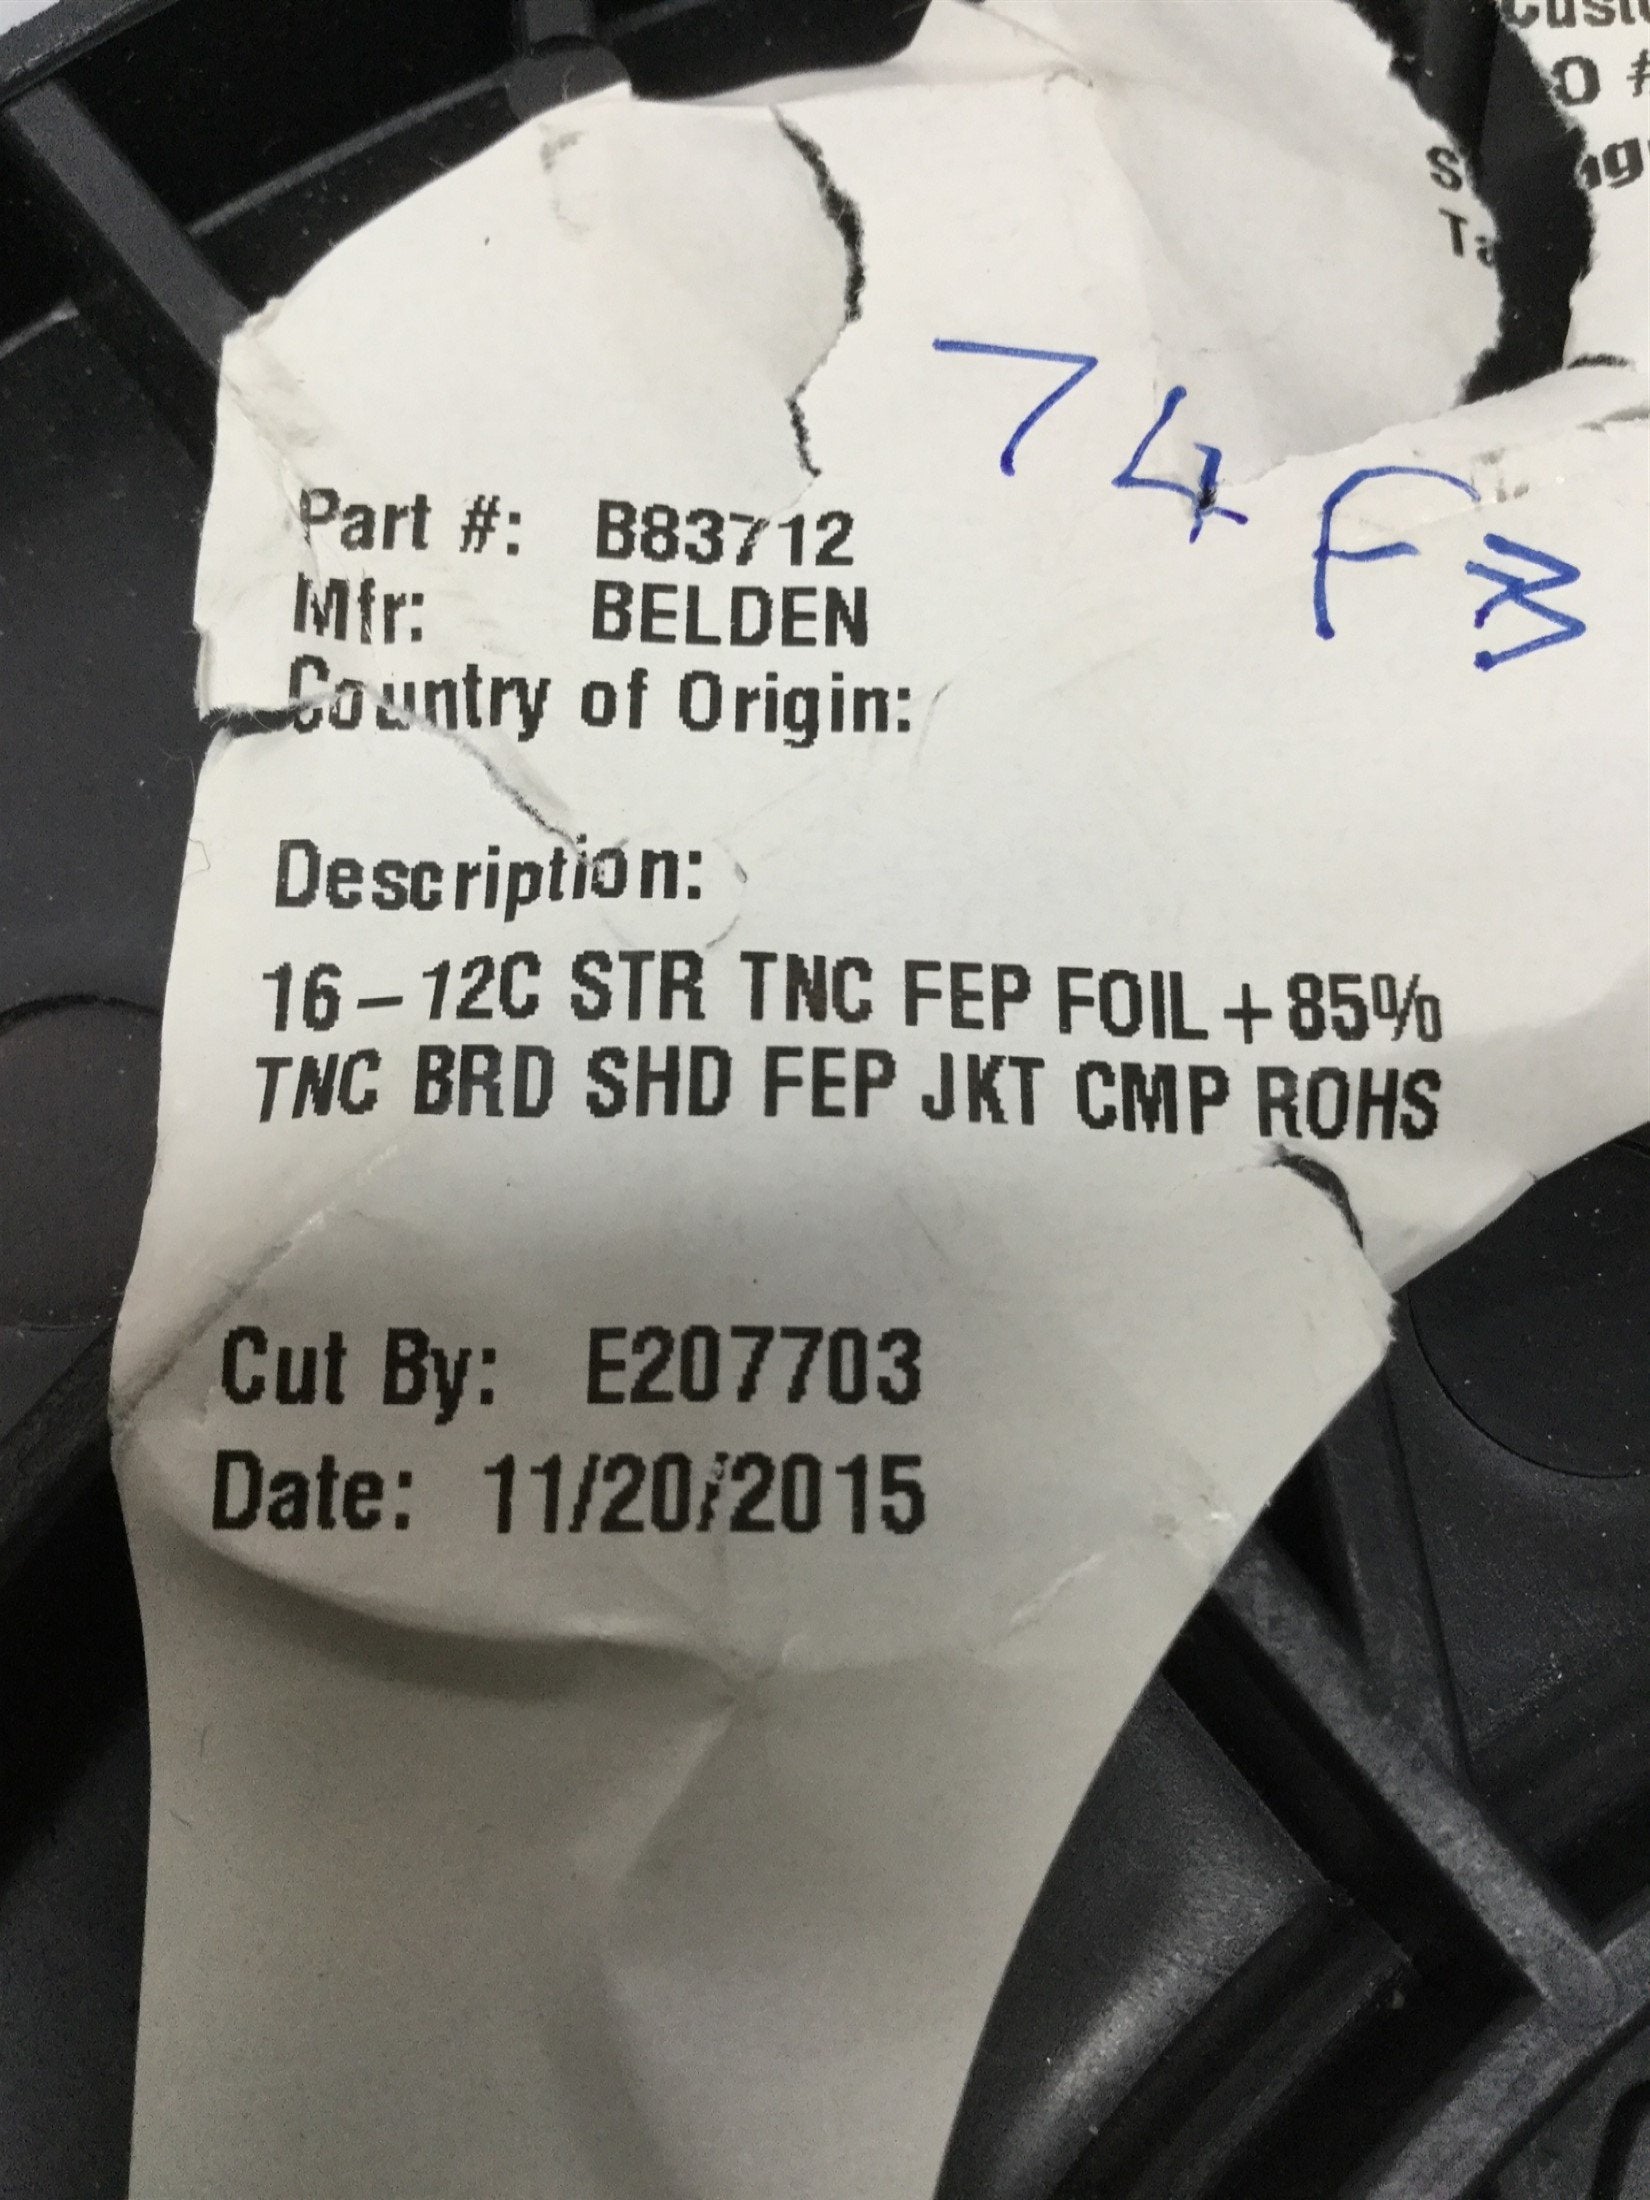 O #
74 F
Part #: B83712
Mfr: BELDEN
Country of Origin:
Description:
16-12C STR TNC FEP FOIL+85%
TNC BRD SHD FEP JKT CMP ROHS
Cut By: E207703
Date: 11/20/2015